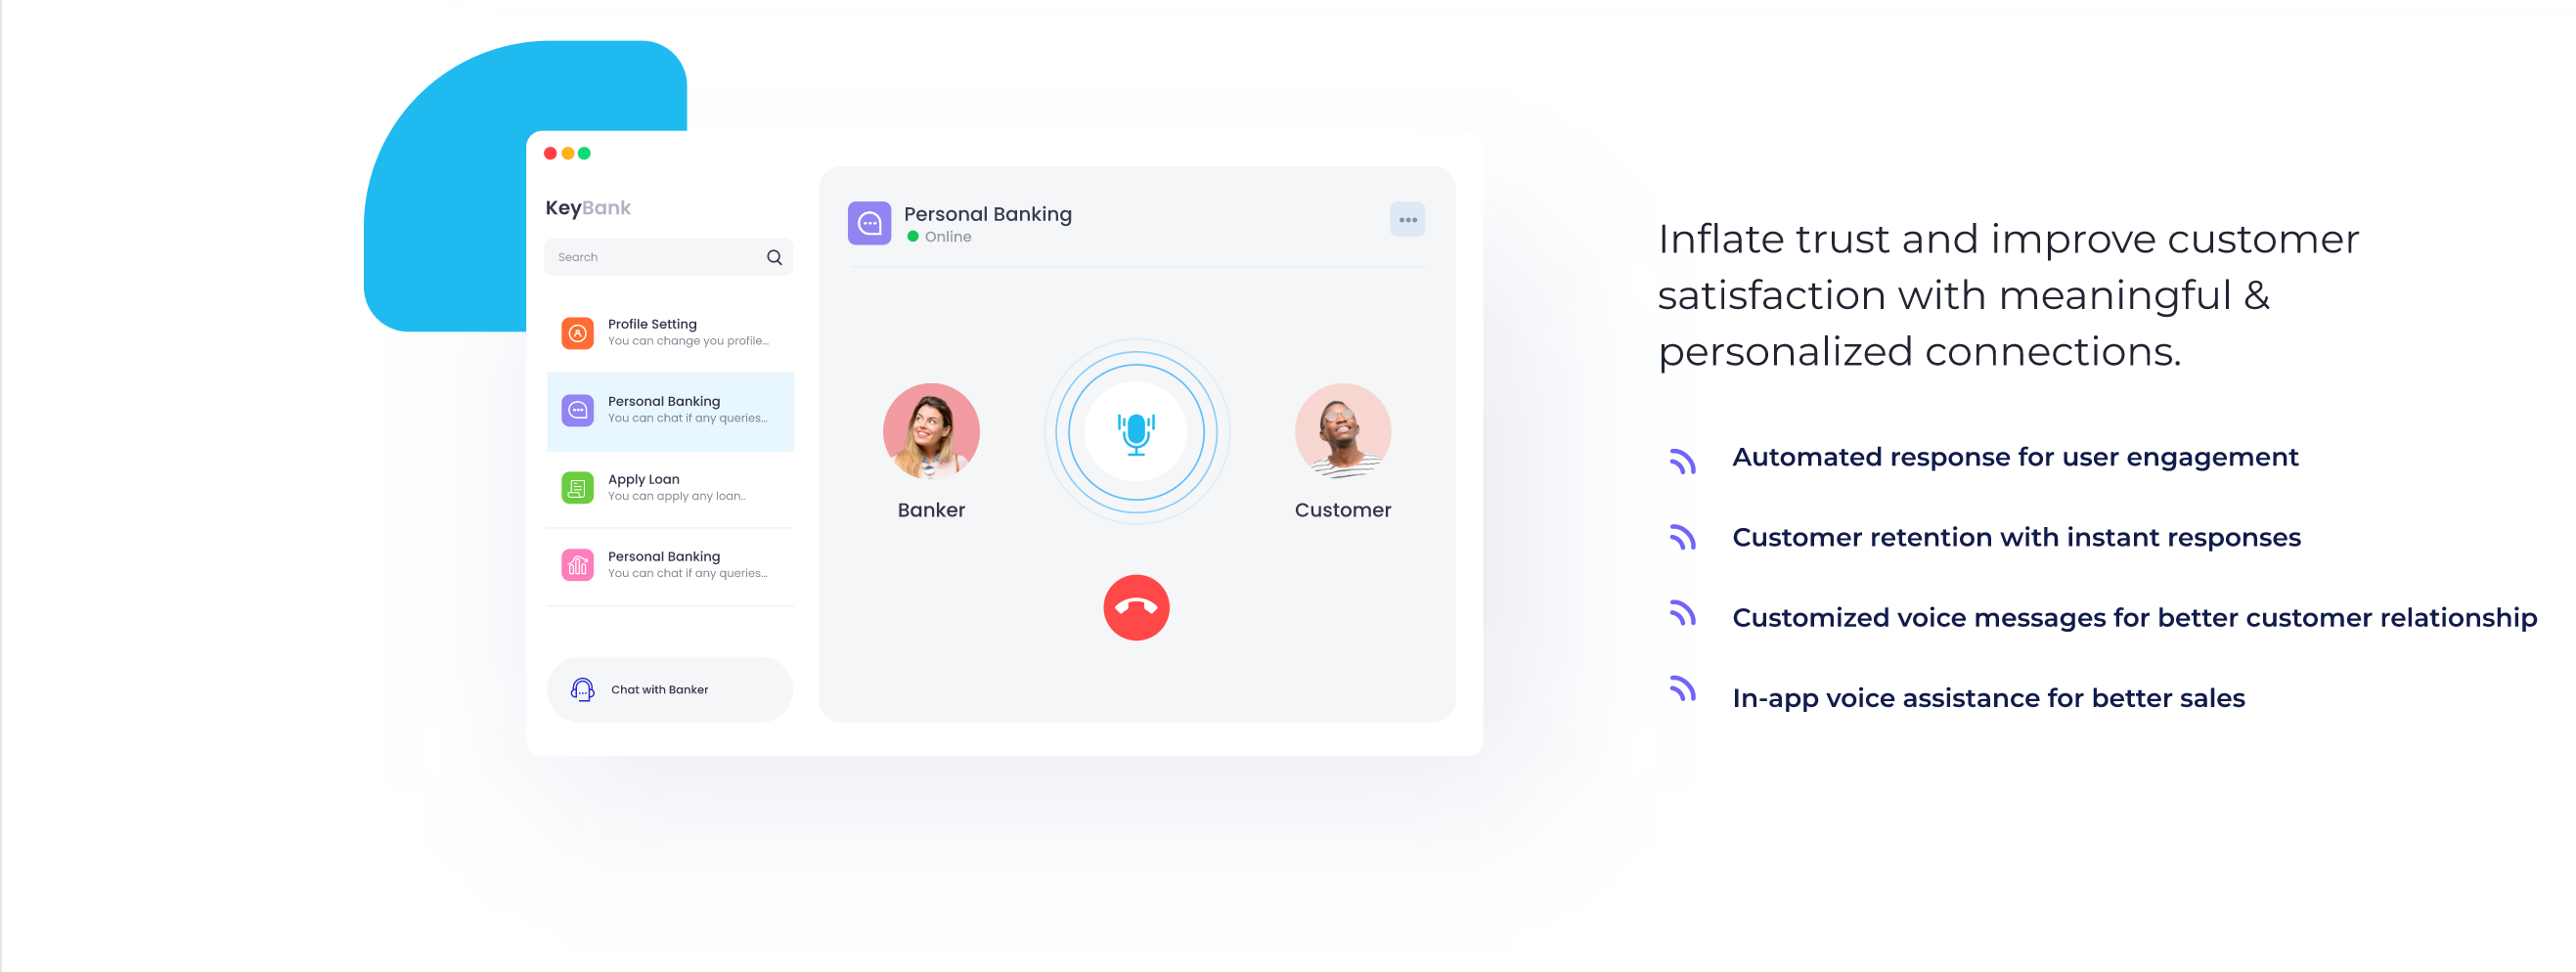 KeyBank
Search
Profile Setting
You can change you profile...
Personal Banking
You can chat if any queries...
Apply Loan
You can apply any loan..
Personal Banking
You can chat if any queries...
Chat with Banker
Personal Banking
Online
Banker
Customer
Inflate trust and improve customer
satisfaction with meaningful &
personalized connections.
Automated response for user engagement
Customer retention with instant responses
Customized voice messages for better customer relationship
In-app voice assistance for better sales